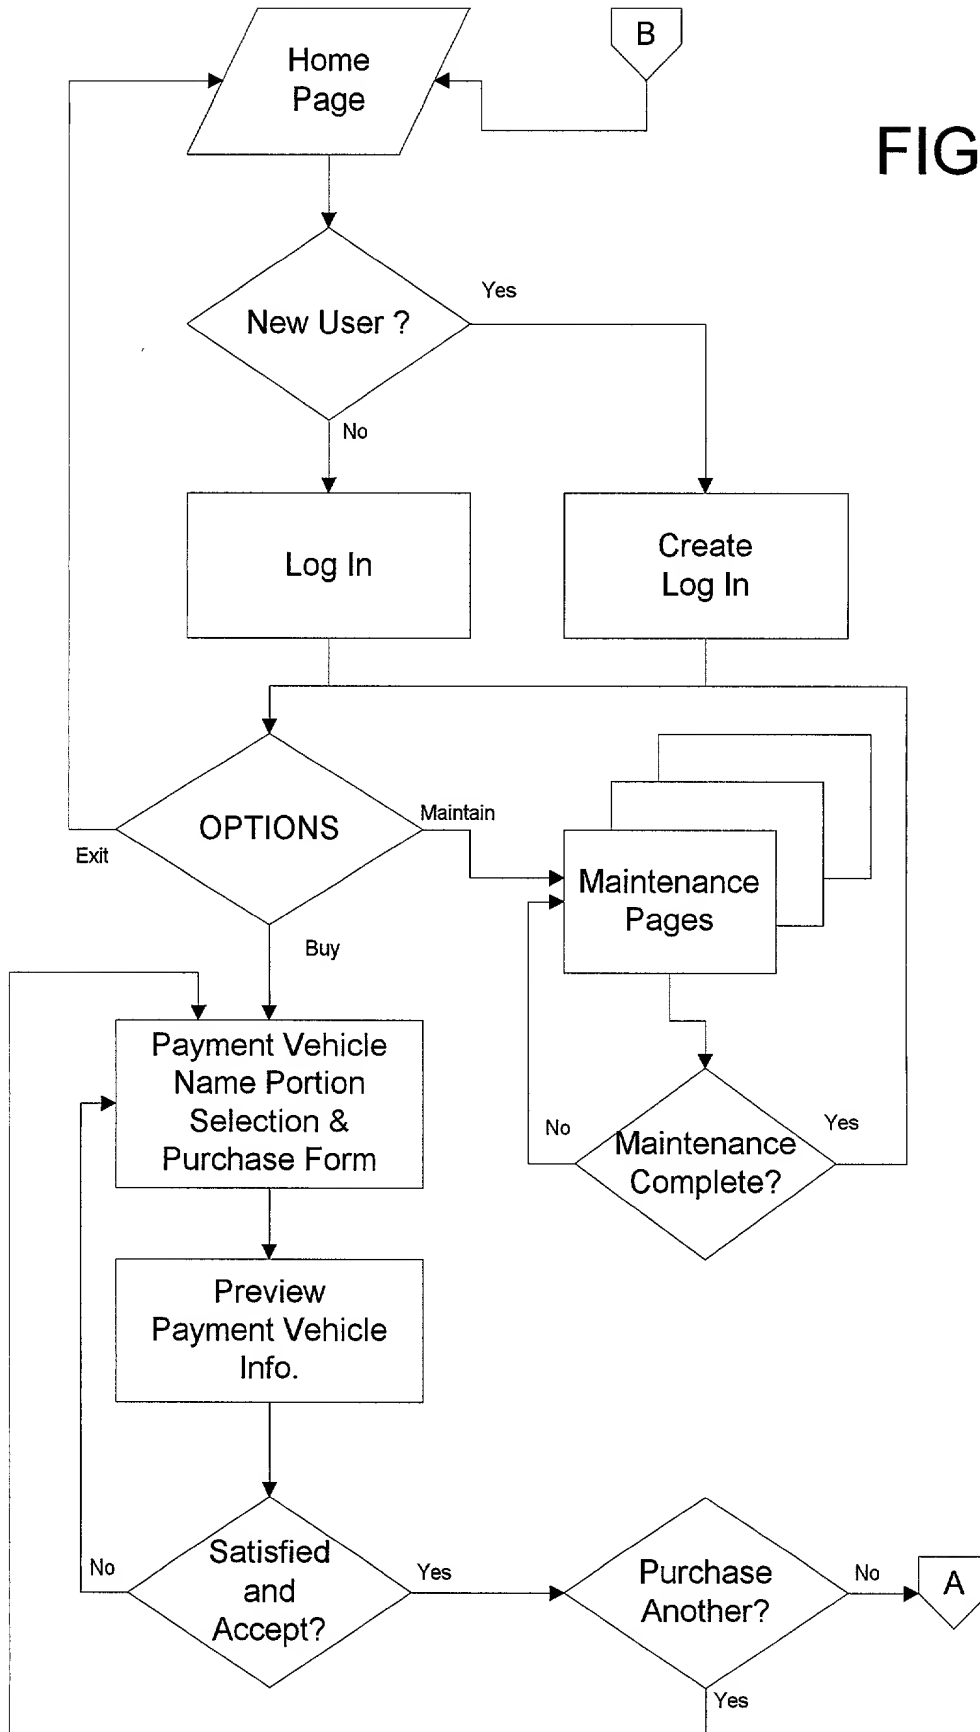 Home
Page
B
FIG
New User ?
Yes
No
Log In
Create
Log In
OPTIONS
Maintain
Exit
Buy
Maintenance
Pages
Payment Vehicle
Name Portion
Selection &
Purchase Form
No
Maintenance
Complete?
Yes
Preview
Payment Vehicle
Info.
Satisfied
and
Accept?
No
Yes
Purchase
Another?
No
A
Yes